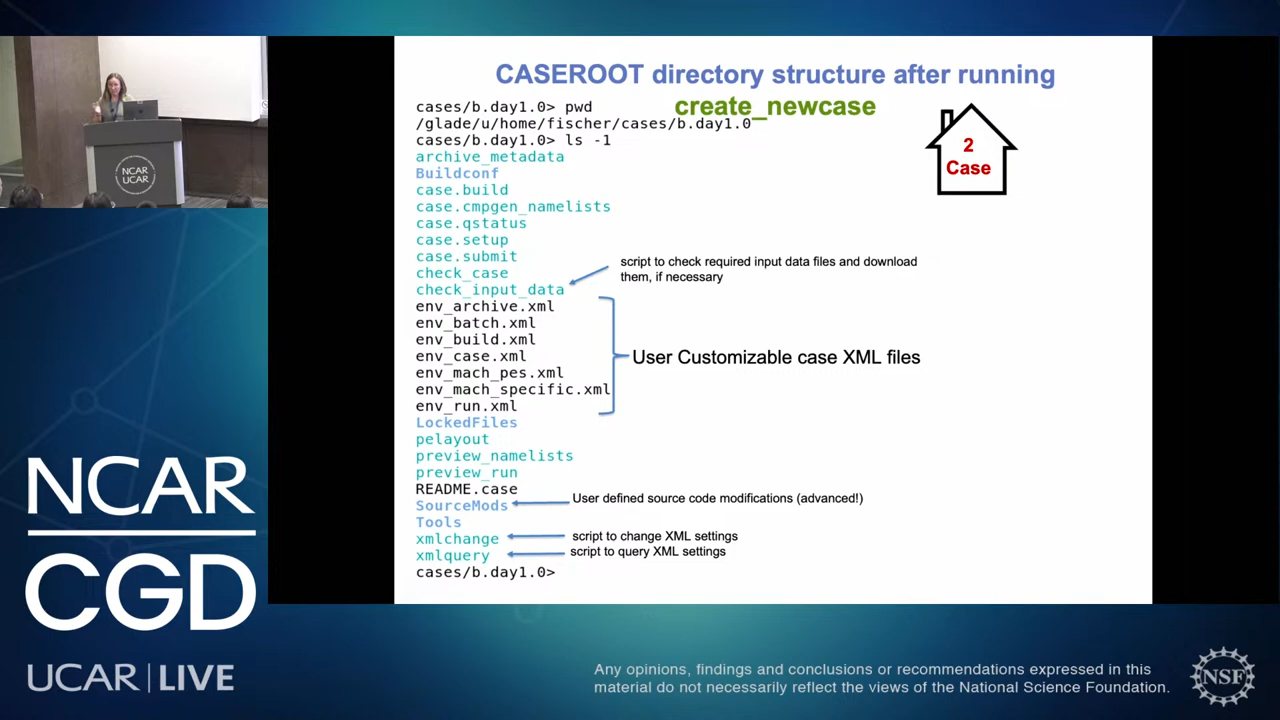 CASEROOT directory structure after running
create_newcase
cases/b.day1.0> pwd
/glade/u/home/fischer/cases/b.day1.0
cases/b.day1.0> ls -1
archive_metadata
Buildconf
case.build
case.cmpgen_namelists
case.qstatus
case.setup
case.submit
check_case
check_input_data
env_archive.xml
env_batch.xml
env_build.xml
env_case.xml
env_mach_pes.xml
env_mach_specific.xml
env_run.xml
LockedFiles
pelayout
preview_namelists
preview_run
README.case
SourceMods
Tools
xmlchange
xmlquery
cases/b.day1.0>
2
Case
script to check required input data files and download
them, if necessary
User Customizable case XML files
User defined source code modifications (advanced!)
script to change XML settings
script to query XML settings
NCAR
UCAR
NCAR
CGD
UCAR | LIVE
Any opinions, findings and conclusions or recommendations expressed in this
material do not necessarily reflect the views of the National Science Foundation.
NSF